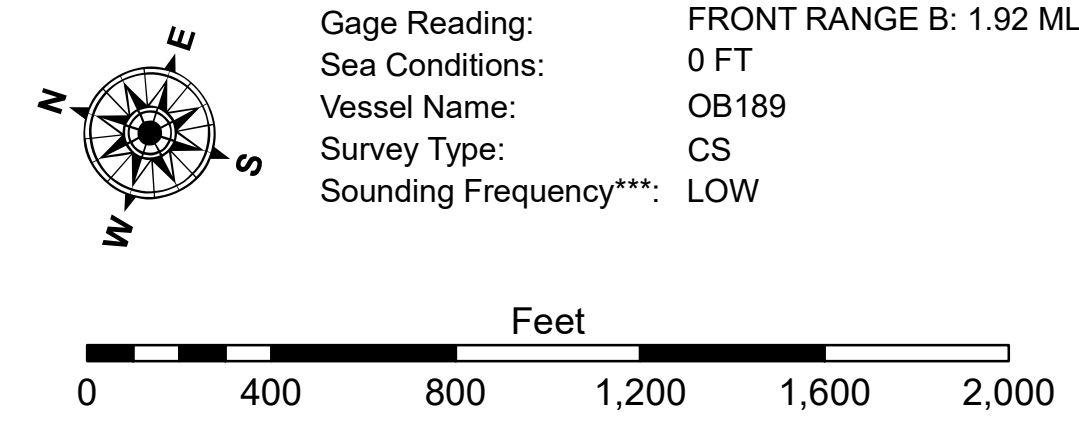 E
N
S
W
Gage Reading: FRONT RANGE B: 1.92 ML
Sea Conditions: 0 FT
Vessel Name: OB189
Survey Type: CS
Sounding Frequency***: LOW
Feet
0 400 800 1,200 1,600 2,000